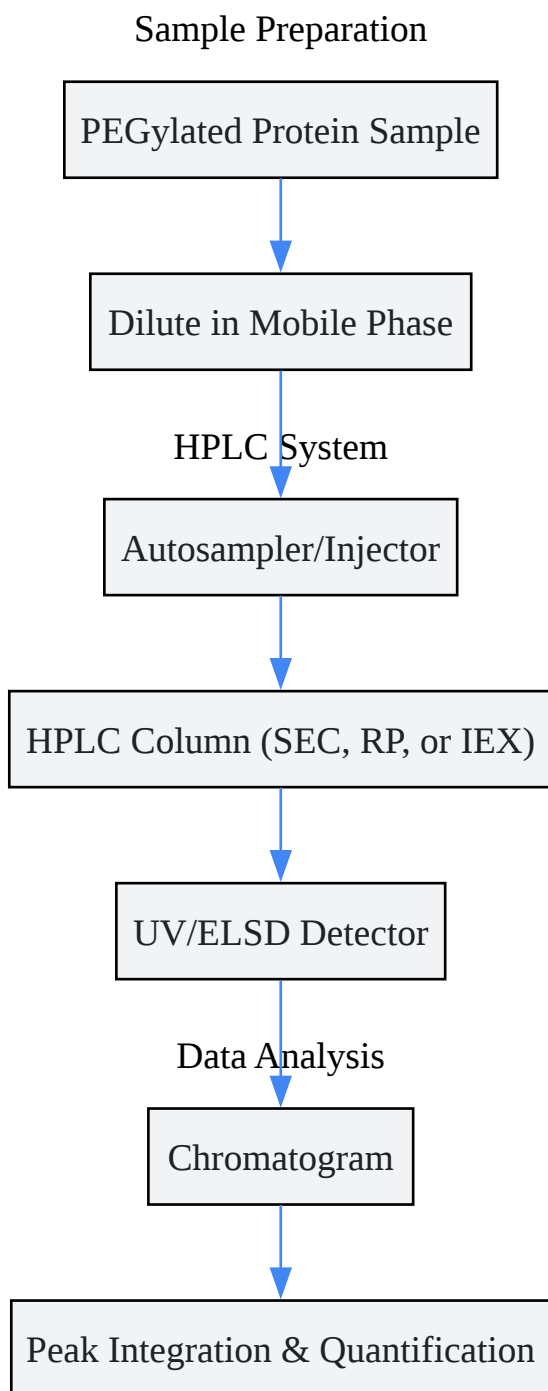 Sample Preparation
PEGylated Protein Sample
Dilute in Mobile Phase
HPLC System
Autosampler/Injector
HPLC Column (SEC, RP, or IEX)
UV/ELSD Detector
Data Analysis
Chromatogram
Peak Integration & Quantification